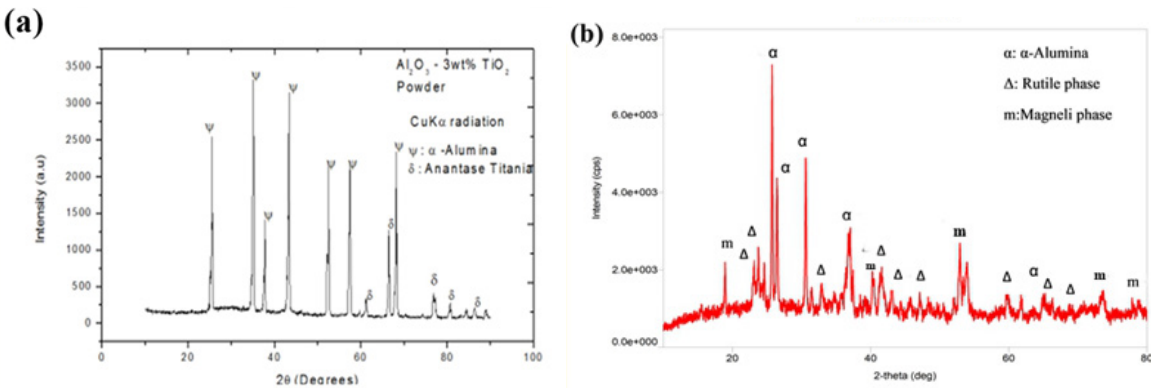 (a)
Al₂O₃ - 3wt% TiO₂
Powder
CuKα radiation
ψ : α -Alumina
δ : Anantase Titania
ψ ψ ψ ψ ψ ψ ψ ψ
δ δ δ δ δ
Intensity (a.u)
3500
3000
2500
2000
1500
1000
500
0
0 20 40 60 80 100
2θ (Degrees)
(b)
α: α-Alumina
Δ: Rutile phase
m:Magneli phase
α α α α α
m m m m m
Δ Δ Δ Δ Δ Δ Δ Δ Δ
Intensity (cps)
8.0e+003
6.0e+003
4.0e+003
2.0e+003
0.0e+000
20 40 60 80
2-theta (deg)